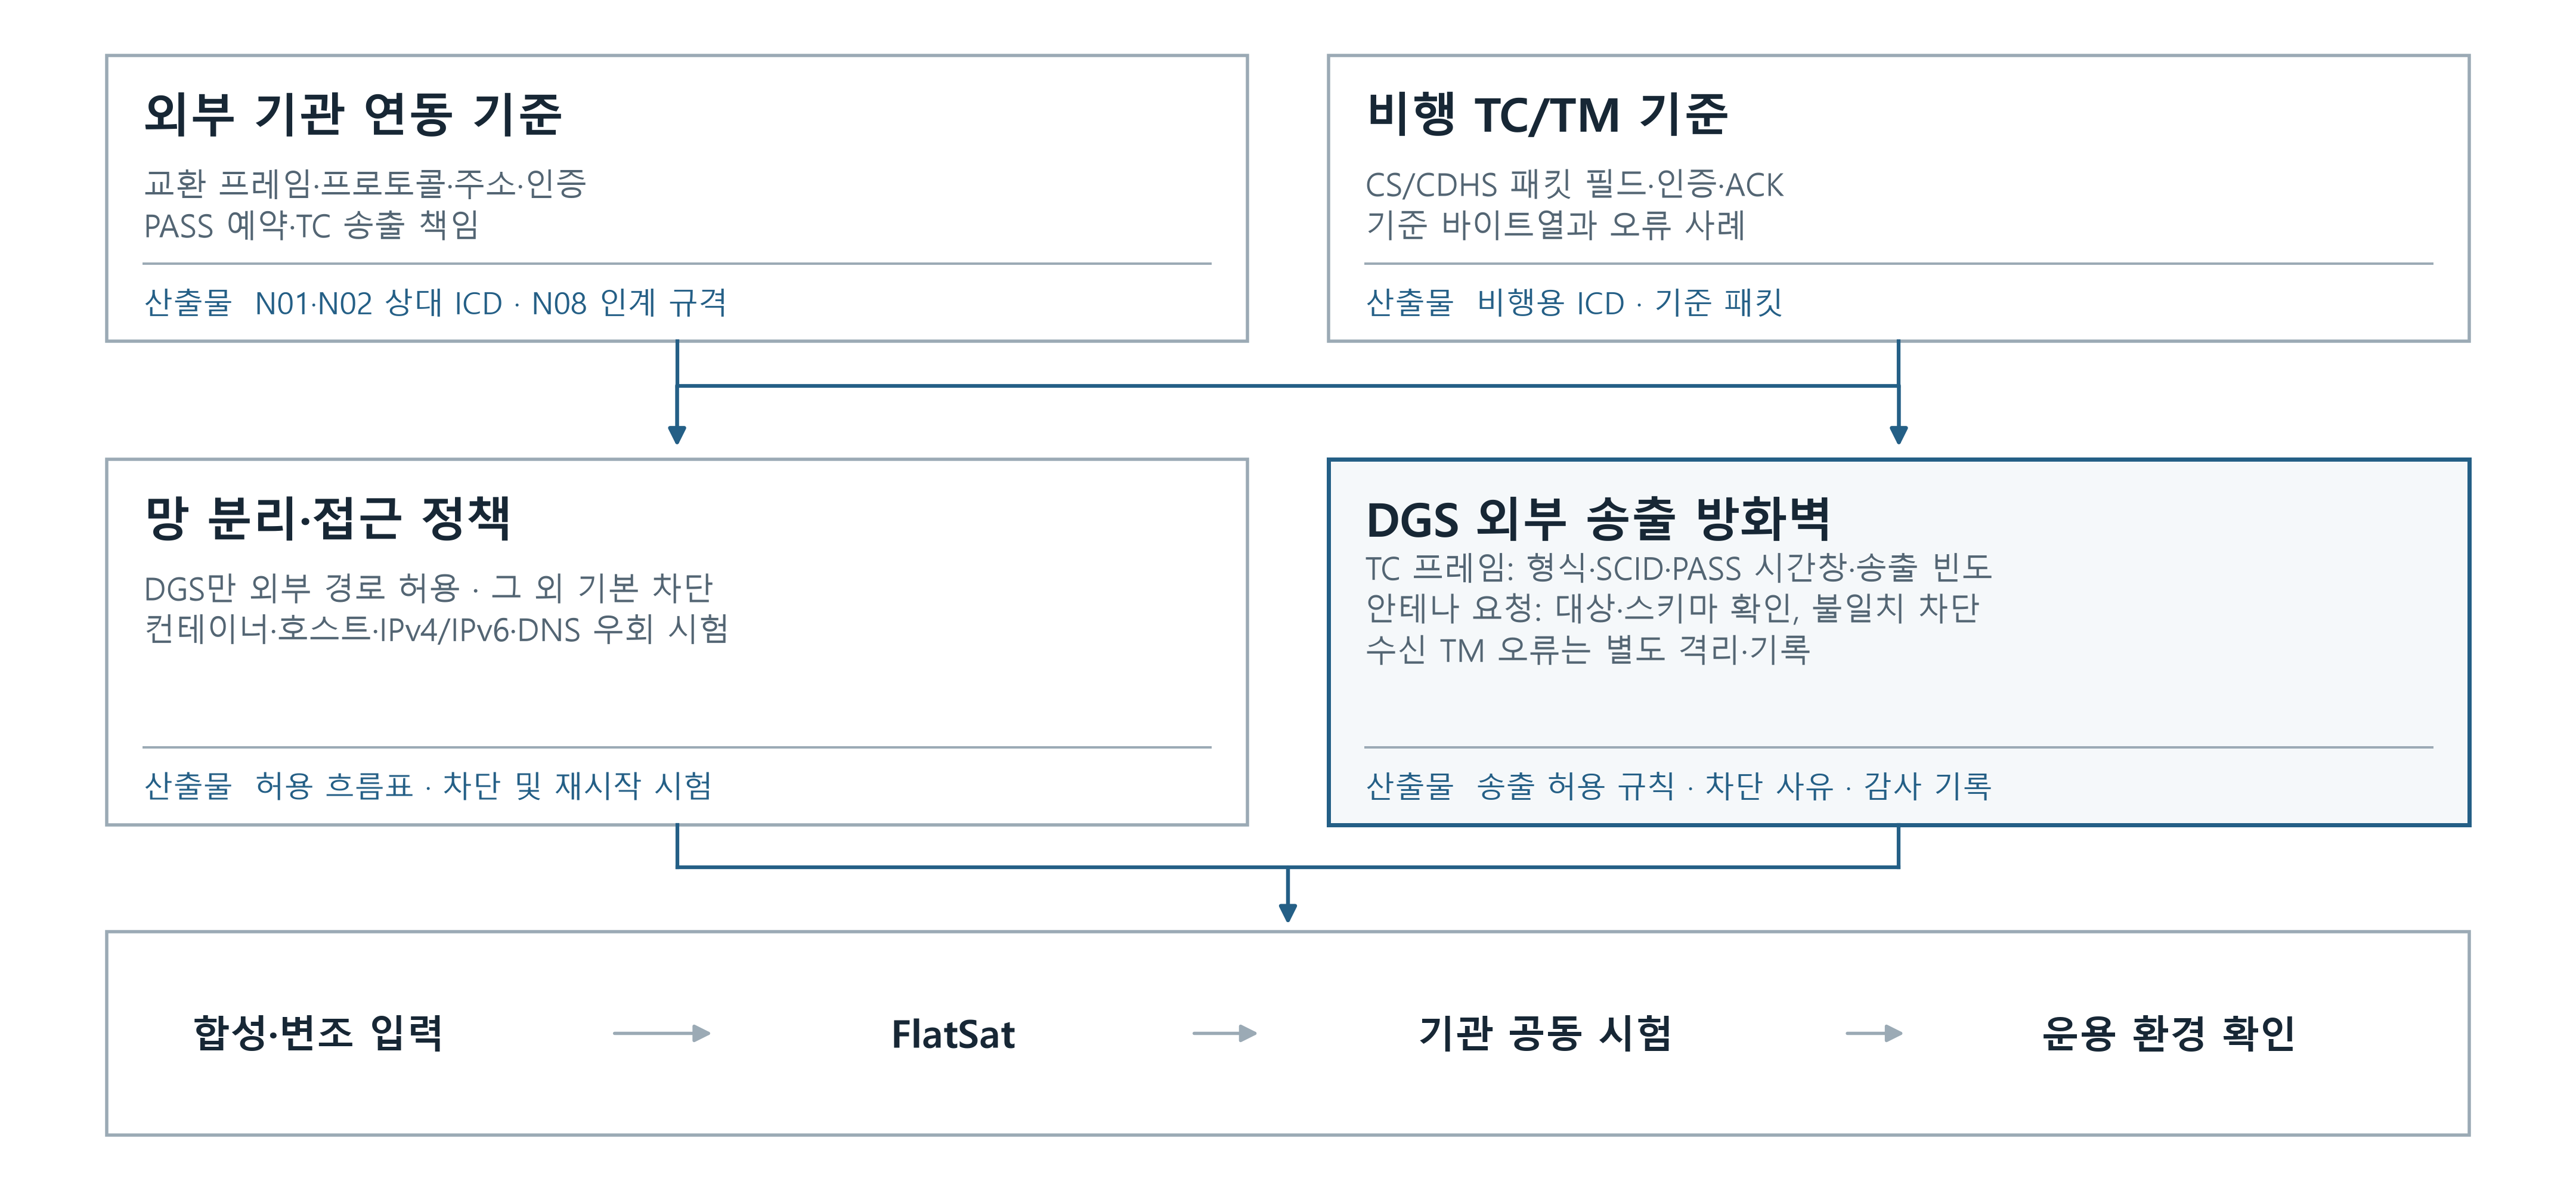 외부 기관 연동 기준
교환 프레임·프로토콜·주소·인증
PASS 예약·TC 송출 책임
산출물 N01·N02 상대 ICD · N08 인계 규격
비행 TC/TM 기준
CS/CDHS 패킷 필드·인증·ACK
기준 바이트열과 오류 사례
산출물 비행용 ICD · 기준 패킷
망 분리·접근 정책
DGS만 외부 경로 허용 · 그 외 기본 차단
컨테이너·호스트·IPv4/IPv6·DNS 우회 시험
산출물 허용 흐름표 · 차단 및 재시작 시험
DGS 외부 송출 방화벽
TC 프레임: 형식·SCID·PASS 시간창·송출 빈도
안테나 요청: 대상·스키마 확인, 불일치 차단
수신 TM 오류는 별도 격리·기록
산출물 송출 허용 규칙 · 차단 사유 · 감사 기록
합성·변조 입력
FlatSat
기관 공동 시험
운용 환경 확인